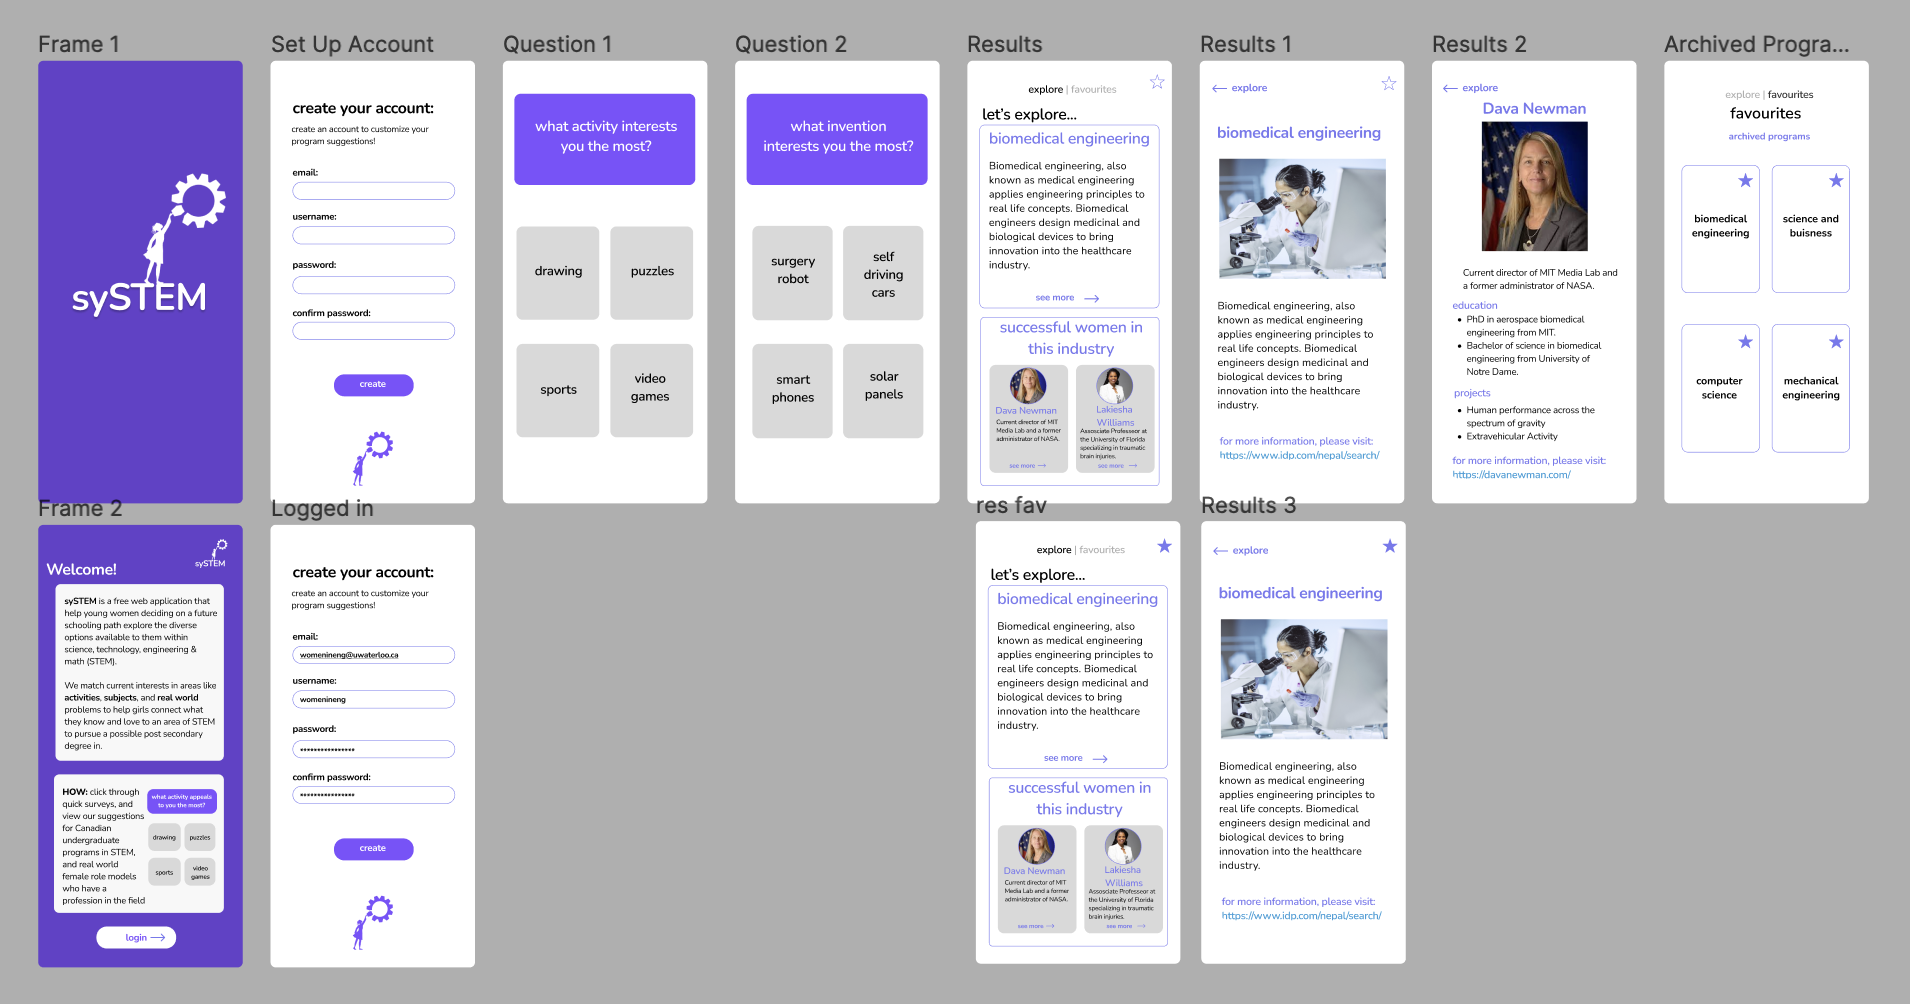 Frame 1
sySTEM
Set Up Account
create your account:
create an account to customize your
program suggestions!
email:
username:
password:
confirm password:
create
Question 1
what activity interests
you the most?
drawing
puzzles
sports
video
games
Question 2
what invention
interests you the most?
surgery
robot
self
driving
cars
smart
phones
solar
panels
Results
explore | favourites
let's explore...
biomedical engineering
Biomedical engineering, also
known as medical engineering
applies engineering principles to
real life concepts. Biomedical
engineers design medicinal and
biological devices to bring
innovation into the healthcare
industry.
see more
successful women in
this industry
Dava Newman
Current director of MIT
Media Lab and a former
administrator of NASA.
see more
Lakiesha
Williams
Assosciate Professor at
the University of Florida
specializing in traumatic
brain injuries.
see more
Results 1
explore
biomedical engineering
Biomedical engineering, also
known as medical engineering
applies engineering principles to
real life concepts. Biomedical
engineers design medicinal and
biological devices to bring
innovation into the healthcare
industry.
for more information, please visit:
https://www.idp.com/nepal/search/
Results 2
explore
Dava Newman
Current director of MIT Media Lab and
a former administrator of NASA.
education
• PhD in aerospace biomedical
engineering from MIT.
• Bachelor of science in biomedical
engineering from University of
Notre Dame.
projects
• Human performance across the
spectrum of gravity
• Extravehicular Activity
for more information, please visit:
https://davanewman.com/
Archived Progra...
explore | favourites
favourites
archived programs
biomedical
engineering
science and
buisness
computer
science
mechanical
engineering
Frame 2
sySTEM
Welcome!
sySTEM is a free web application that
help young women deciding on a future
schooling path explore the diverse
options available to them within
science, technology, engineering &
math (STEM).
We match current interests in areas like
activities, subjects, and real world
problems to help girls connect what
they know and love to an area of STEM
to pursue a possible post secondary
degree in.
HOW: click through
quick surveys, and
view our suggestions
for Canadian
undergraduate
programs in STEM,
and real world
female role models
who have a
profession in the field
what activity appeals
to you the most?
drawing
puzzles
sports
video
games
login
Logged in
create your account:
create an account to customize your
program suggestions!
email:
womenineng@uwaterloo.ca
username:
womenineng
password:
****************
confirm password:
****************
create
res fav
explore | favourites
let's explore...
biomedical engineering
Biomedical engineering, also
known as medical engineering
applies engineering principles to
real life concepts. Biomedical
engineers design medicinal and
biological devices to bring
innovation into the healthcare
industry.
see more
successful women in
this industry
Dava Newman
Current director of MIT
Media Lab and a former
administrator of NASA.
see more
Lakiesha
Williams
Assosciate Professor at
the University of Florida
specializing in traumatic
brain injuries.
see more
Results 3
explore
biomedical engineering
Biomedical engineering, also
known as medical engineering
applies engineering principles to
real life concepts. Biomedical
engineers design medicinal and
biological devices to bring
innovation into the healthcare
industry.
for more information, please visit:
https://www.idp.com/nepal/search/